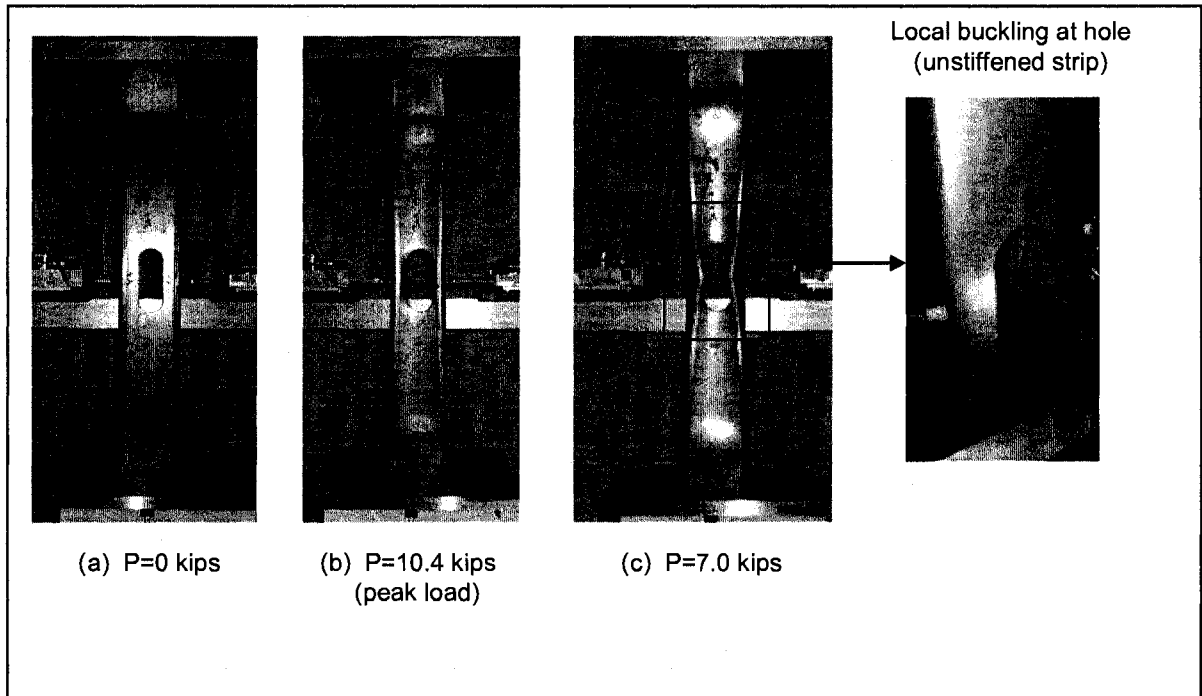 Local buckling at hole
(unstiffened strip)
(a) P=0 kips
(b) P=10.4 kips
(peak load)
(c) P=7.0 kips